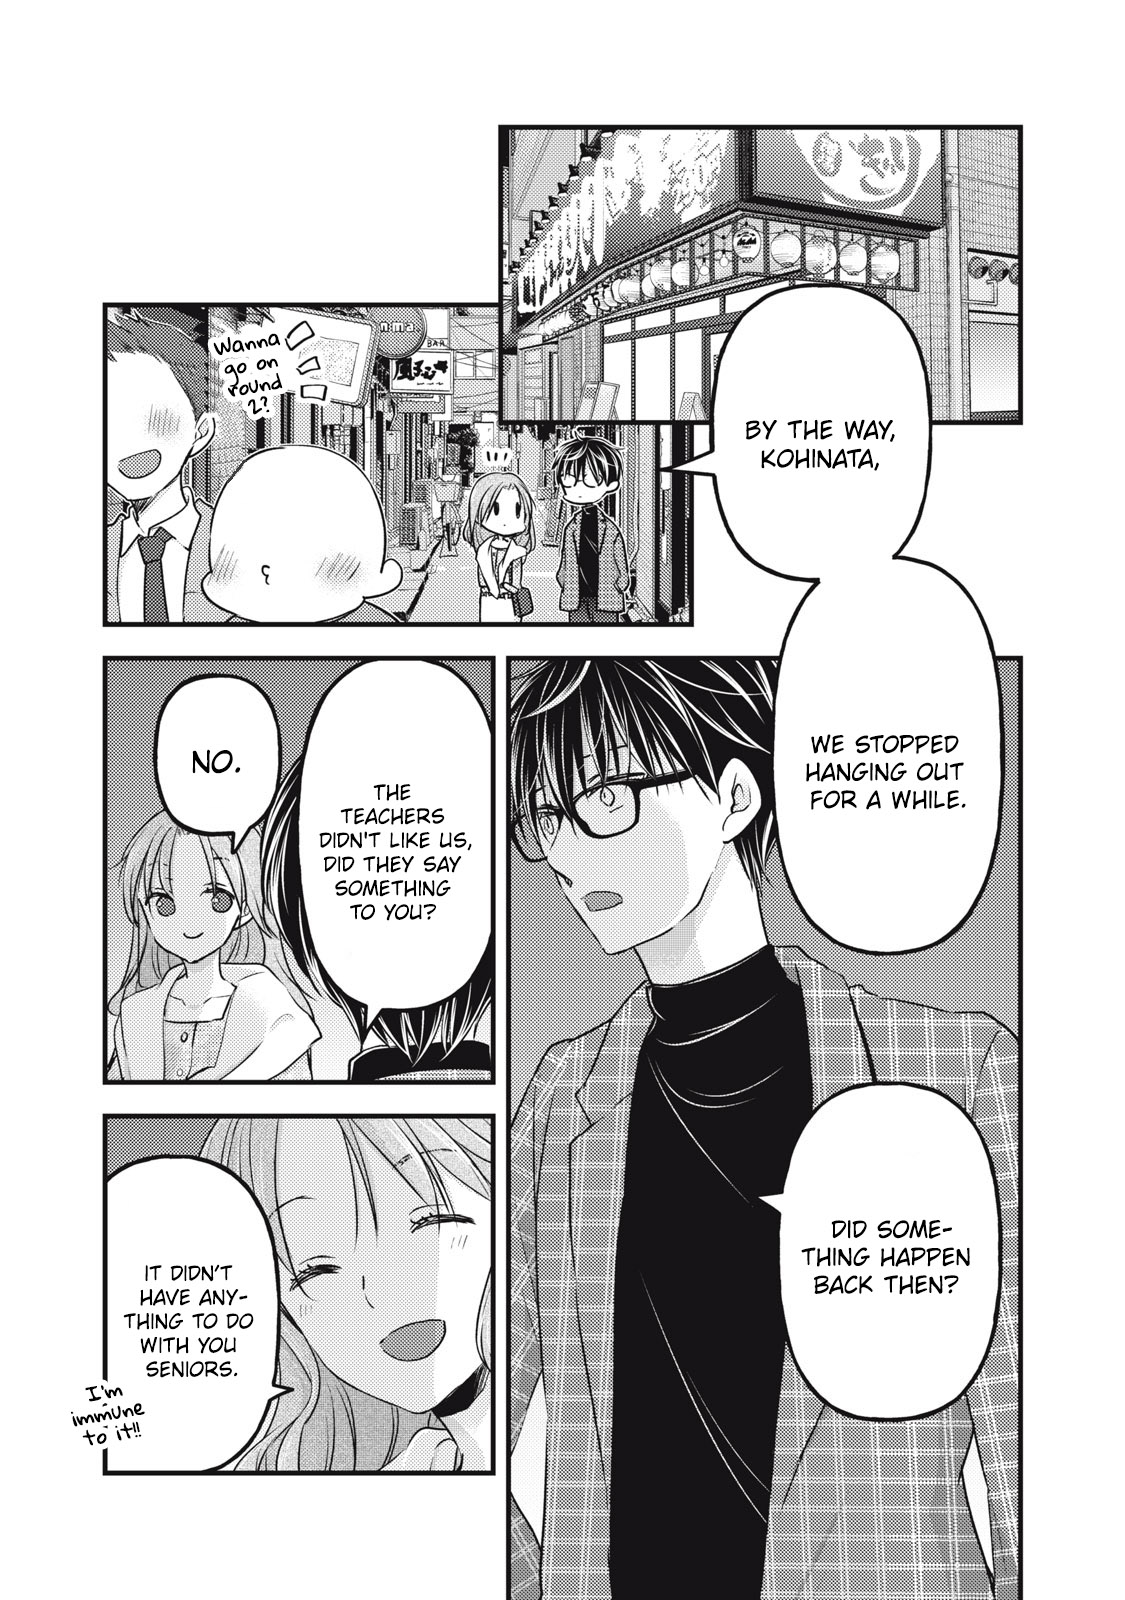 BY THE WAY,
KOHINATA,
Wanna
go on
round
2?
BAR
WE STOPPED
HANGING OUT
FOR A WHILE.
DID SOME-
THING HAPPEN
BACK THEN?
THE
TEACHERS
DIDN'T LIKE US,
DID THEY SAY
SOMETHING
TO YOU?
NO.
IT DIDN'T
HAVE ANY-
THING TO DO
WITH YOU
SENIORS.
I'm
immune
to it!!